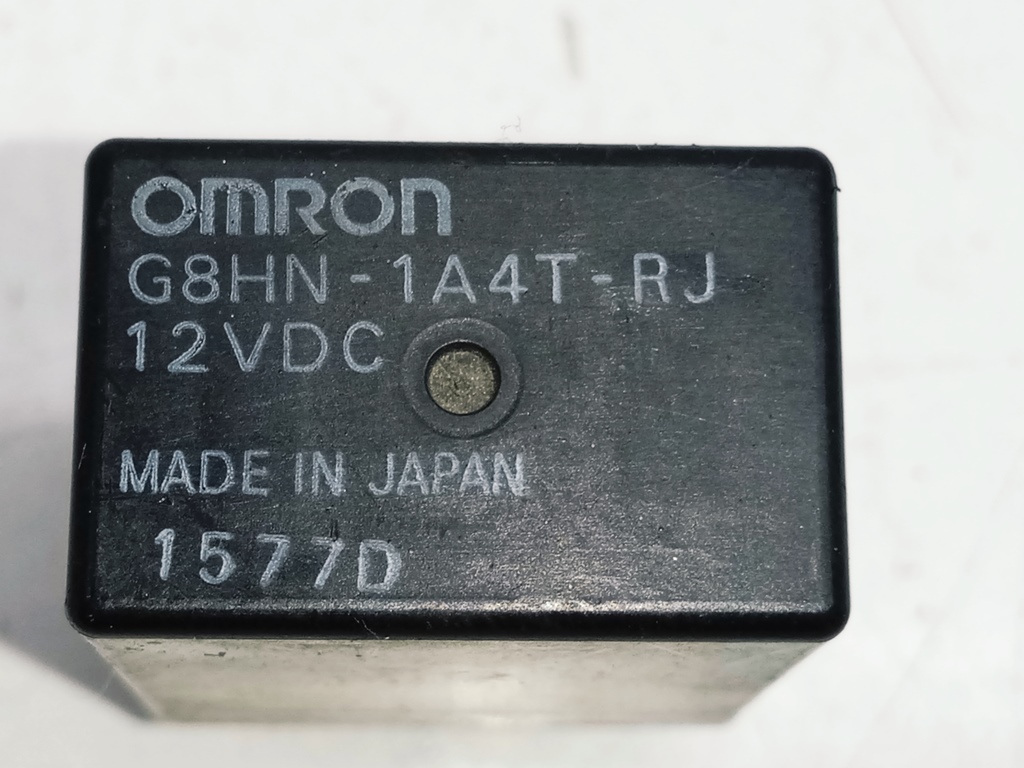 OMRON
G8HN-1A4T-RJ
12VDC
MADE IN JAPAN
1577D